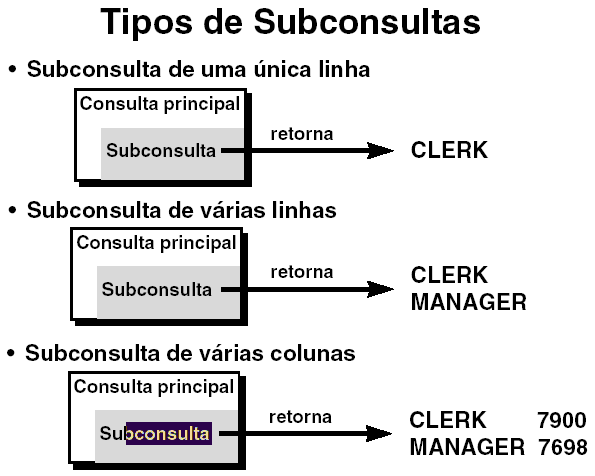 Tipos de Subconsultas
• Subconsulta de uma única linha
Consulta principal
Subconsulta
retorna
CLERK
• Subconsulta de várias linhas
Consulta principal
Subconsulta
retorna
CLERK
MANAGER
• Subconsulta de várias colunas
Consulta principal
Subconsulta
retorna
CLERK 7900
MANAGER 7698